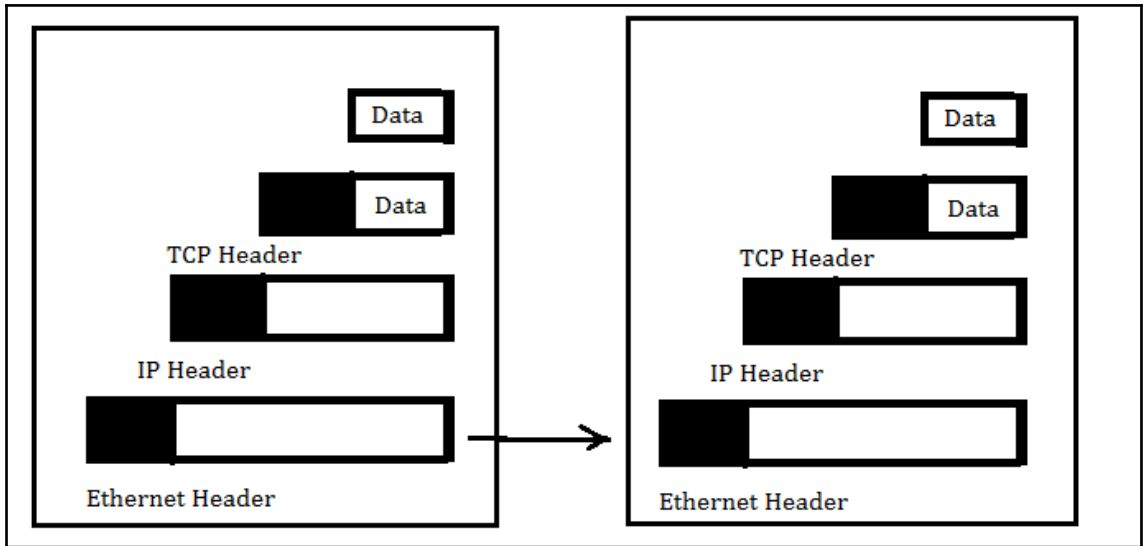 Data
Data
TCP Header
IP Header
Ethernet Header
Data
Data
TCP Header
IP Header
Ethernet Header